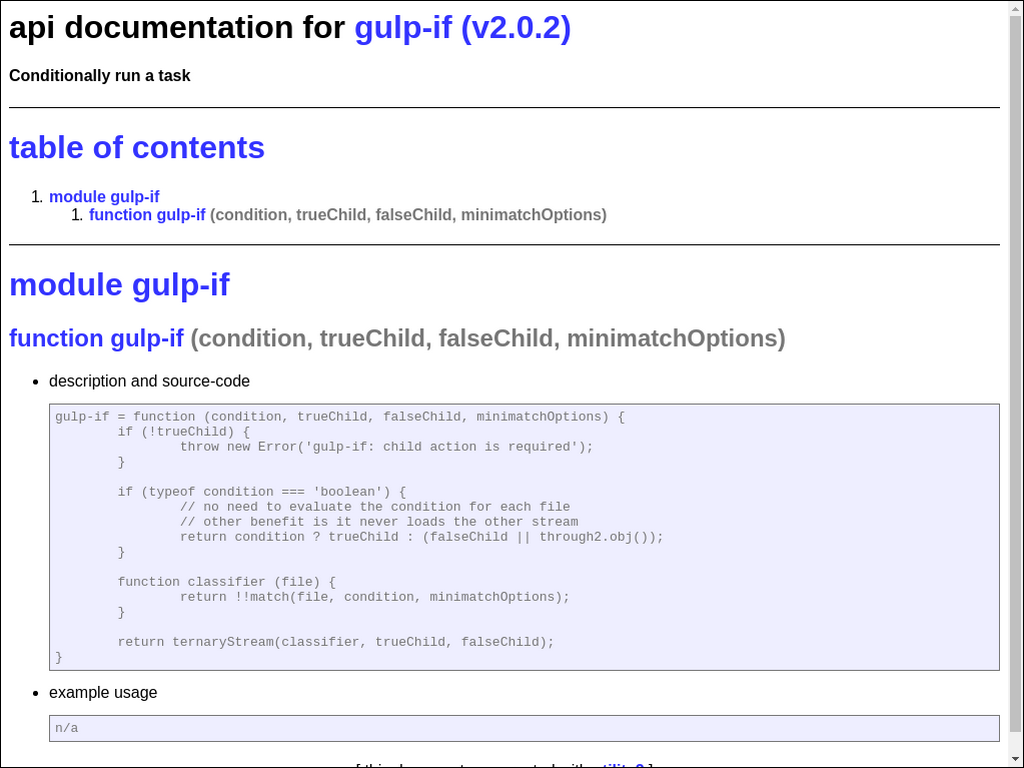 api documentation for gulp-if (v2.0.2)
Conditionally run a task
table of contents
1. module gulp-if
1. function gulp-if (condition, trueChild, falseChild, minimatchOptions)
module gulp-if
function gulp-if (condition, trueChild, falseChild, minimatchOptions)
• description and source-code
gulp-if = function (condition, trueChild, falseChild, minimatchOptions) {
        if (!trueChild) {
                throw new Error('gulp-if: child action is required');
        }
        if (typeof condition === 'boolean') {
                // no need to evaluate the condition for each file
                // other benefit is it never loads the other stream
                return condition ? trueChild : (falseChild || through2.obj());
        }
        function classifier (file) {
                return !!match(file, condition, minimatchOptions);
        }
        return ternaryStream(classifier, trueChild, falseChild);
}
• example usage
n/a